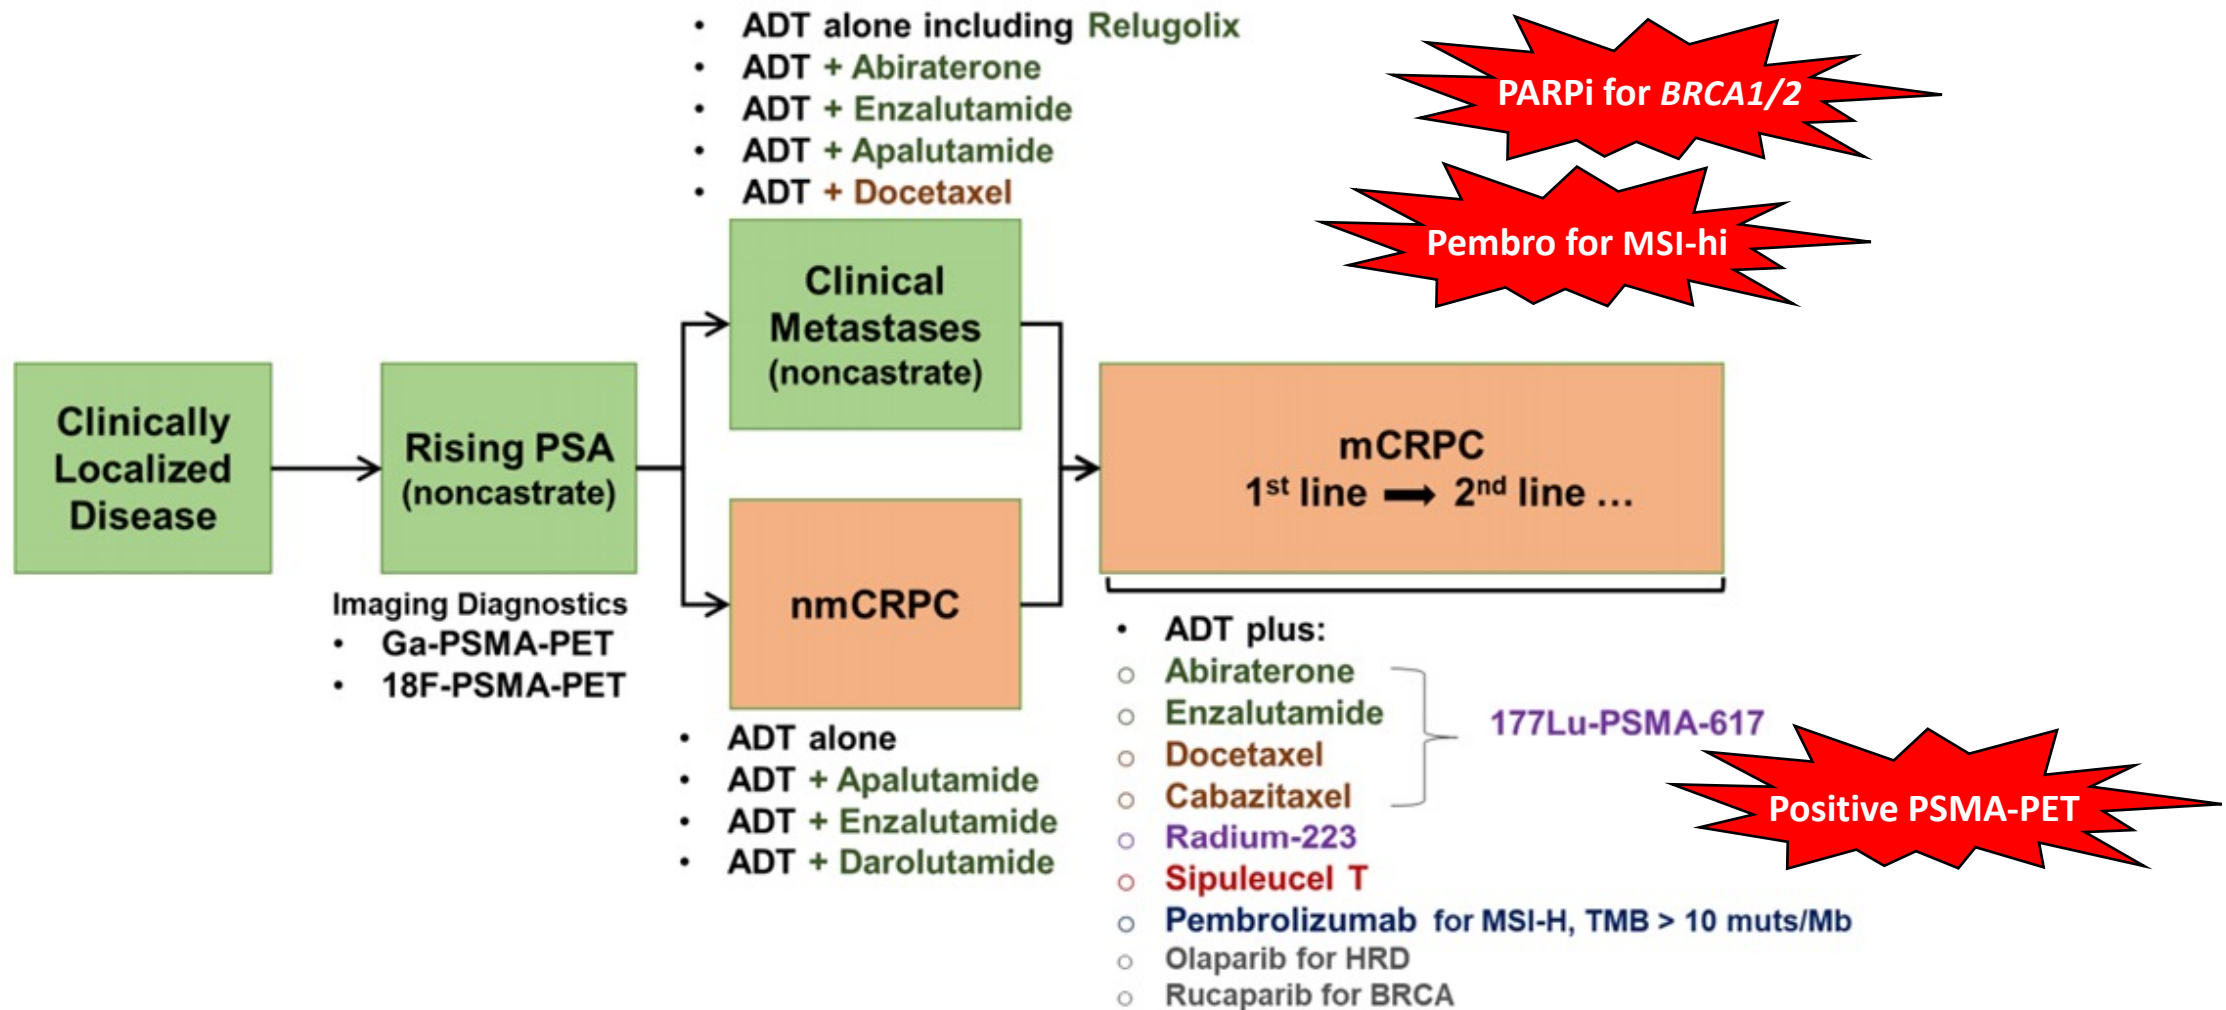 • ADT alone including Relugolix
• ADT + Abiraterone
• ADT + Enzalutamide
• ADT + Apalutamide
• ADT + Docetaxel
PARPi for BRCA1/2
Pembro for MSI-hi
Clinically
Localized
Disease
Rising PSA
(noncastrate)
Imaging Diagnostics
• Ga-PSMA-PET
• 18F-PSMA-PET
Clinical
Metastases
(noncastrate)
nmCRPC
• ADT alone
• ADT + Apalutamide
• ADT + Enzalutamide
• ADT + Darolutamide
mCRPC
1st line ➡ 2nd line ...
• ADT plus:
○ Abiraterone
○ Enzalutamide
○ Docetaxel
○ Cabazitaxel
○ Radium-223
○ Sipuleucel T
○ Pembrolizumab for MSI-H, TMB > 10 muts/Mb
○ Olaparib for HRD
○ Rucaparib for BRCA
177Lu-PSMA-617
Positive PSMA-PET